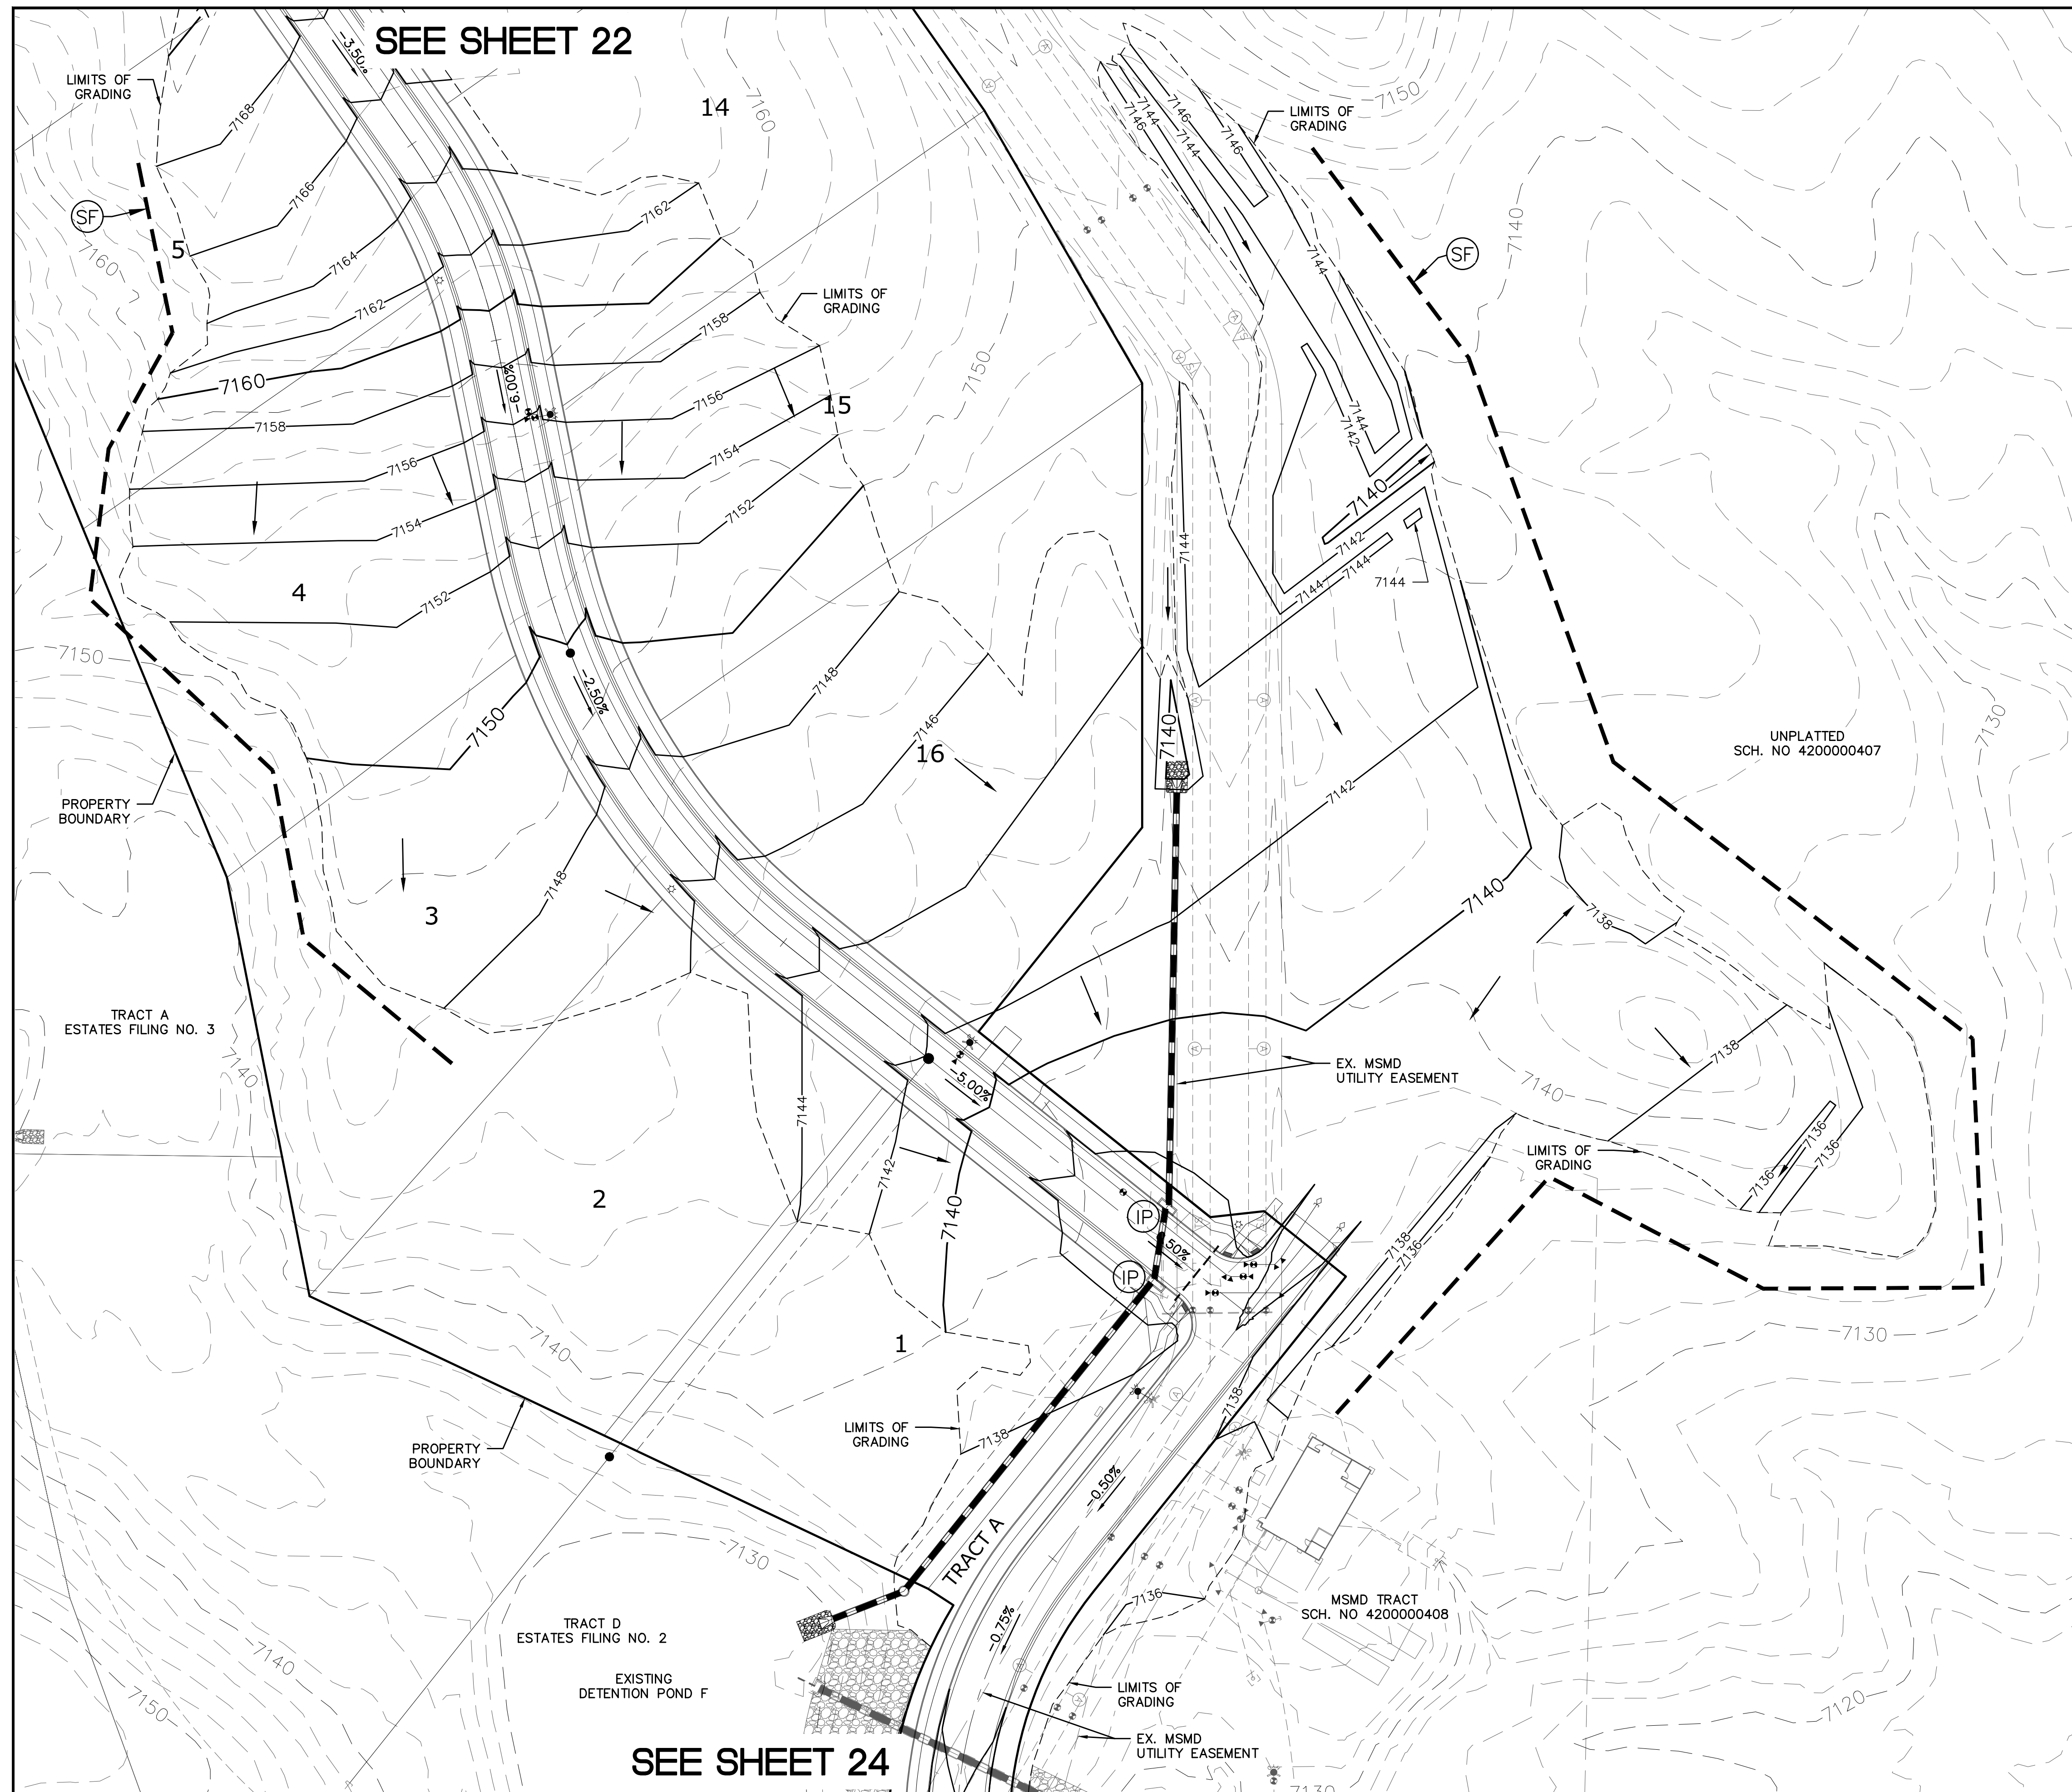 SEE SHEET 22
-3.50%
LIMITS OF
GRADING
7168
14
7160
7146
7144
7146
7144
7146
LIMITS OF
GRADING
7150
SF
5
7166
7162
7160
7164
7162
7144
SF
7140
LIMITS OF
GRADING
7158
7150
7160
-6.00%
7156
15
7158
7144
7142
7156
7154
7140
7154
7152
7144
7142
7144
7144
7144
4
7152
7150
-2.50%
7148
7150
7146
7140
16
7142
7130
UNPLATTED
SCH. NO 4200000407
PROPERTY
BOUNDARY
7148
7140
3
7138
TRACT A
ESTATES FILING NO. 3
7140
-5.00%
EX. MSMD
UTILITY EASEMENT
7138
7140
7144
7142
7136
7136
7136
LIMITS OF
GRADING
2
7140
IP
50%
IP
7138
7136
7130
7140
1
7138
LIMITS OF
GRADING
7138
PROPERTY
BOUNDARY
-0.50%
7130
TRACT A
7136
MSMD TRACT
SCH. NO 4200000408
TRACT D
ESTATES FILING NO. 2
-0.75%
7140
EXISTING
DETENTION POND F
7150
LIMITS OF
GRADING
7120
EX. MSMD
UTILITY EASEMENT
SEE SHEET 24
7130